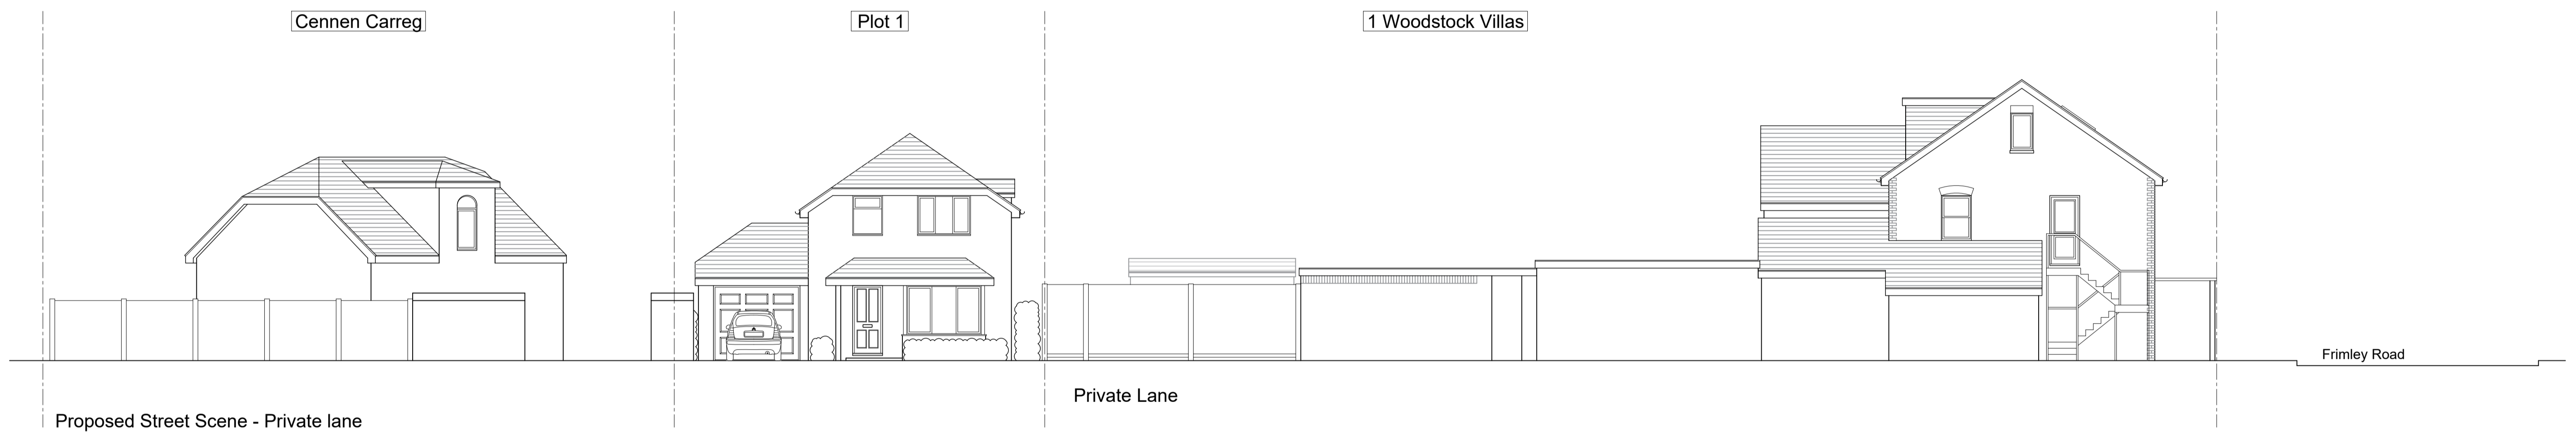 Cennen Carreg
Plot 1
1 Woodstock Villas
Frimley Road
Private Lane
Proposed Street Scene - Private lane